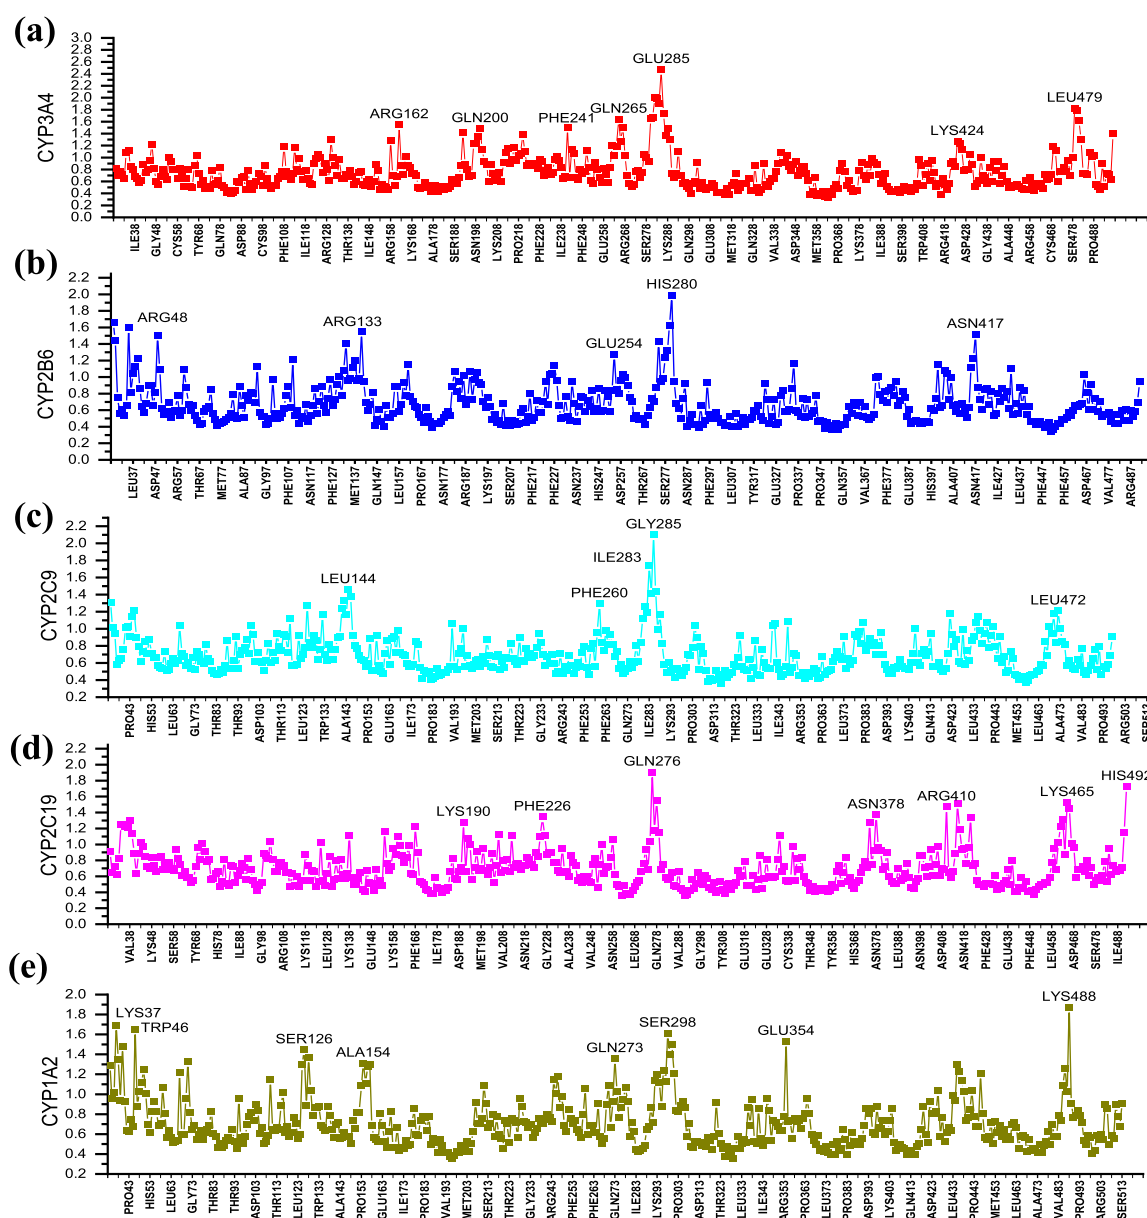 (a)
CYP3A4
3.0
2.8
2.6
2.4
2.2
2.0
1.8
1.6
1.4
1.2
1.0
0.8
0.6
0.4
0.2
0.0
ARG162
GLN200
PHE241
GLN265
GLU285
LYS424
LEU479
ILE38 GLY48 CYS58 TYR68 GLN78 ASP88 CYS98 PHE108 ILE118 ARG128 THR138 ILE148 ARG158 LYS168 ALA178 SER188 ASN198 LYS208 PRO218 PHE228 ILE238 PHE248 GLU258 ARG268 SER278 LYS288 GLN298 GLU308 MET318 GLN328 VAL338 ASP348 MET358 PRO368 LYS378 ILE388 SER398 TRP408 ARG418 ASP428 GLY438 ALA448 ARG458 CYS468 SER478 PRO488
(b)
CYP2B6
2.2
2.0
1.8
1.6
1.4
1.2
1.0
0.8
0.6
0.4
0.2
0.0
ARG48
ARG133
GLU254
HIS280
ASN417
LEU37 ASP47 ARG57 THR67 MET77 ALA87 GLY97 PHE107 ASN117 PHE127 MET137 GLN147 LEU157 PRO167 ASN177 ARG187 LYS197 SER207 PHE217 PHE227 ASN237 HIS247 ASP257 THR267 SER277 ASN287 PHE297 LEU307 TYR317 GLU327 PRO337 PRO347 GLN357 VAL367 PHE377 GLU387 HIS397 ALA407 ASN417 ILE427 LEU437 PHE447 PHE457 ASP467 VAL477 ARG487
(c)
CYP2C9
2.2
2.0
1.8
1.6
1.4
1.2
1.0
0.8
0.6
0.4
0.2
LEU144
PHE260
ILE283
GLY285
LEU472
PRO43 HIS53 LEU63 GLY73 THR83 THR93 ASP103 THR113 LEU123 TRP133 ALA143 PRO153 GLU163 ILE173 PRO183 VAL193 MET203 SER213 THR223 GLY233 ARG243 PHE253 PHE263 GLN273 ILE283 LYS293 PRO303 ASP313 THR323 LEU333 ILE343 ARG353 PRO363 LEU373 PRO383 ASP393 LYS403 GLN413 ASP423 LEU433 PRO443 MET453 LEU463 ALA473 VAL483 PRO493 ARG503 SER513
(d)
CYP2C19
2.2
2.0
1.8
1.6
1.4
1.2
1.0
0.8
0.6
0.4
0.2
0.0
LYS190
PHE226
GLN276
ASN378
ARG410
LYS465
HIS492
VAL38 LYS48 SER58 TYR68 HIS78 ILE88 GLY98 ARG108 LYS118 LEU128 LYS138 GLU148 LYS158 PHE168 ILE178 ASP188 MET198 VAL208 ASN218 GLY228 ALA238 VAL248 ASN258 LEU268 GLN278 VAL288 GLY298 TYR308 GLU318 GLU328 CYS338 THR348 TYR358 HIS368 ASN378 LEU388 ASN398 ASP408 ASN418 PHE428 GLU438 PHE448 LEU458 ASP468 SER478 ILE488
(e)
CYP1A2
2.0
1.8
1.6
1.4
1.2
1.0
0.8
0.6
0.4
0.2
LYS37
TRP46
SER126
ALA154
GLN273
SER298
GLU354
LYS488
PRO43 HIS53 LEU63 GLY73 THR83 THR93 ASP103 THR113 LEU123 TRP133 ALA143 PRO153 GLU163 ILE173 PRO183 VAL193 MET203 SER213 THR223 GLY233 ARG243 PHE253 PHE263 GLN273 ILE283 LYS293 PRO303 ASP313 THR323 LEU333 ILE343 ARG353 PRO363 LEU373 PRO383 ASP393 LYS403 GLN413 ASP423 LEU433 PRO443 MET453 LEU463 ALA473 VAL483 PRO493 ARG503 SER513